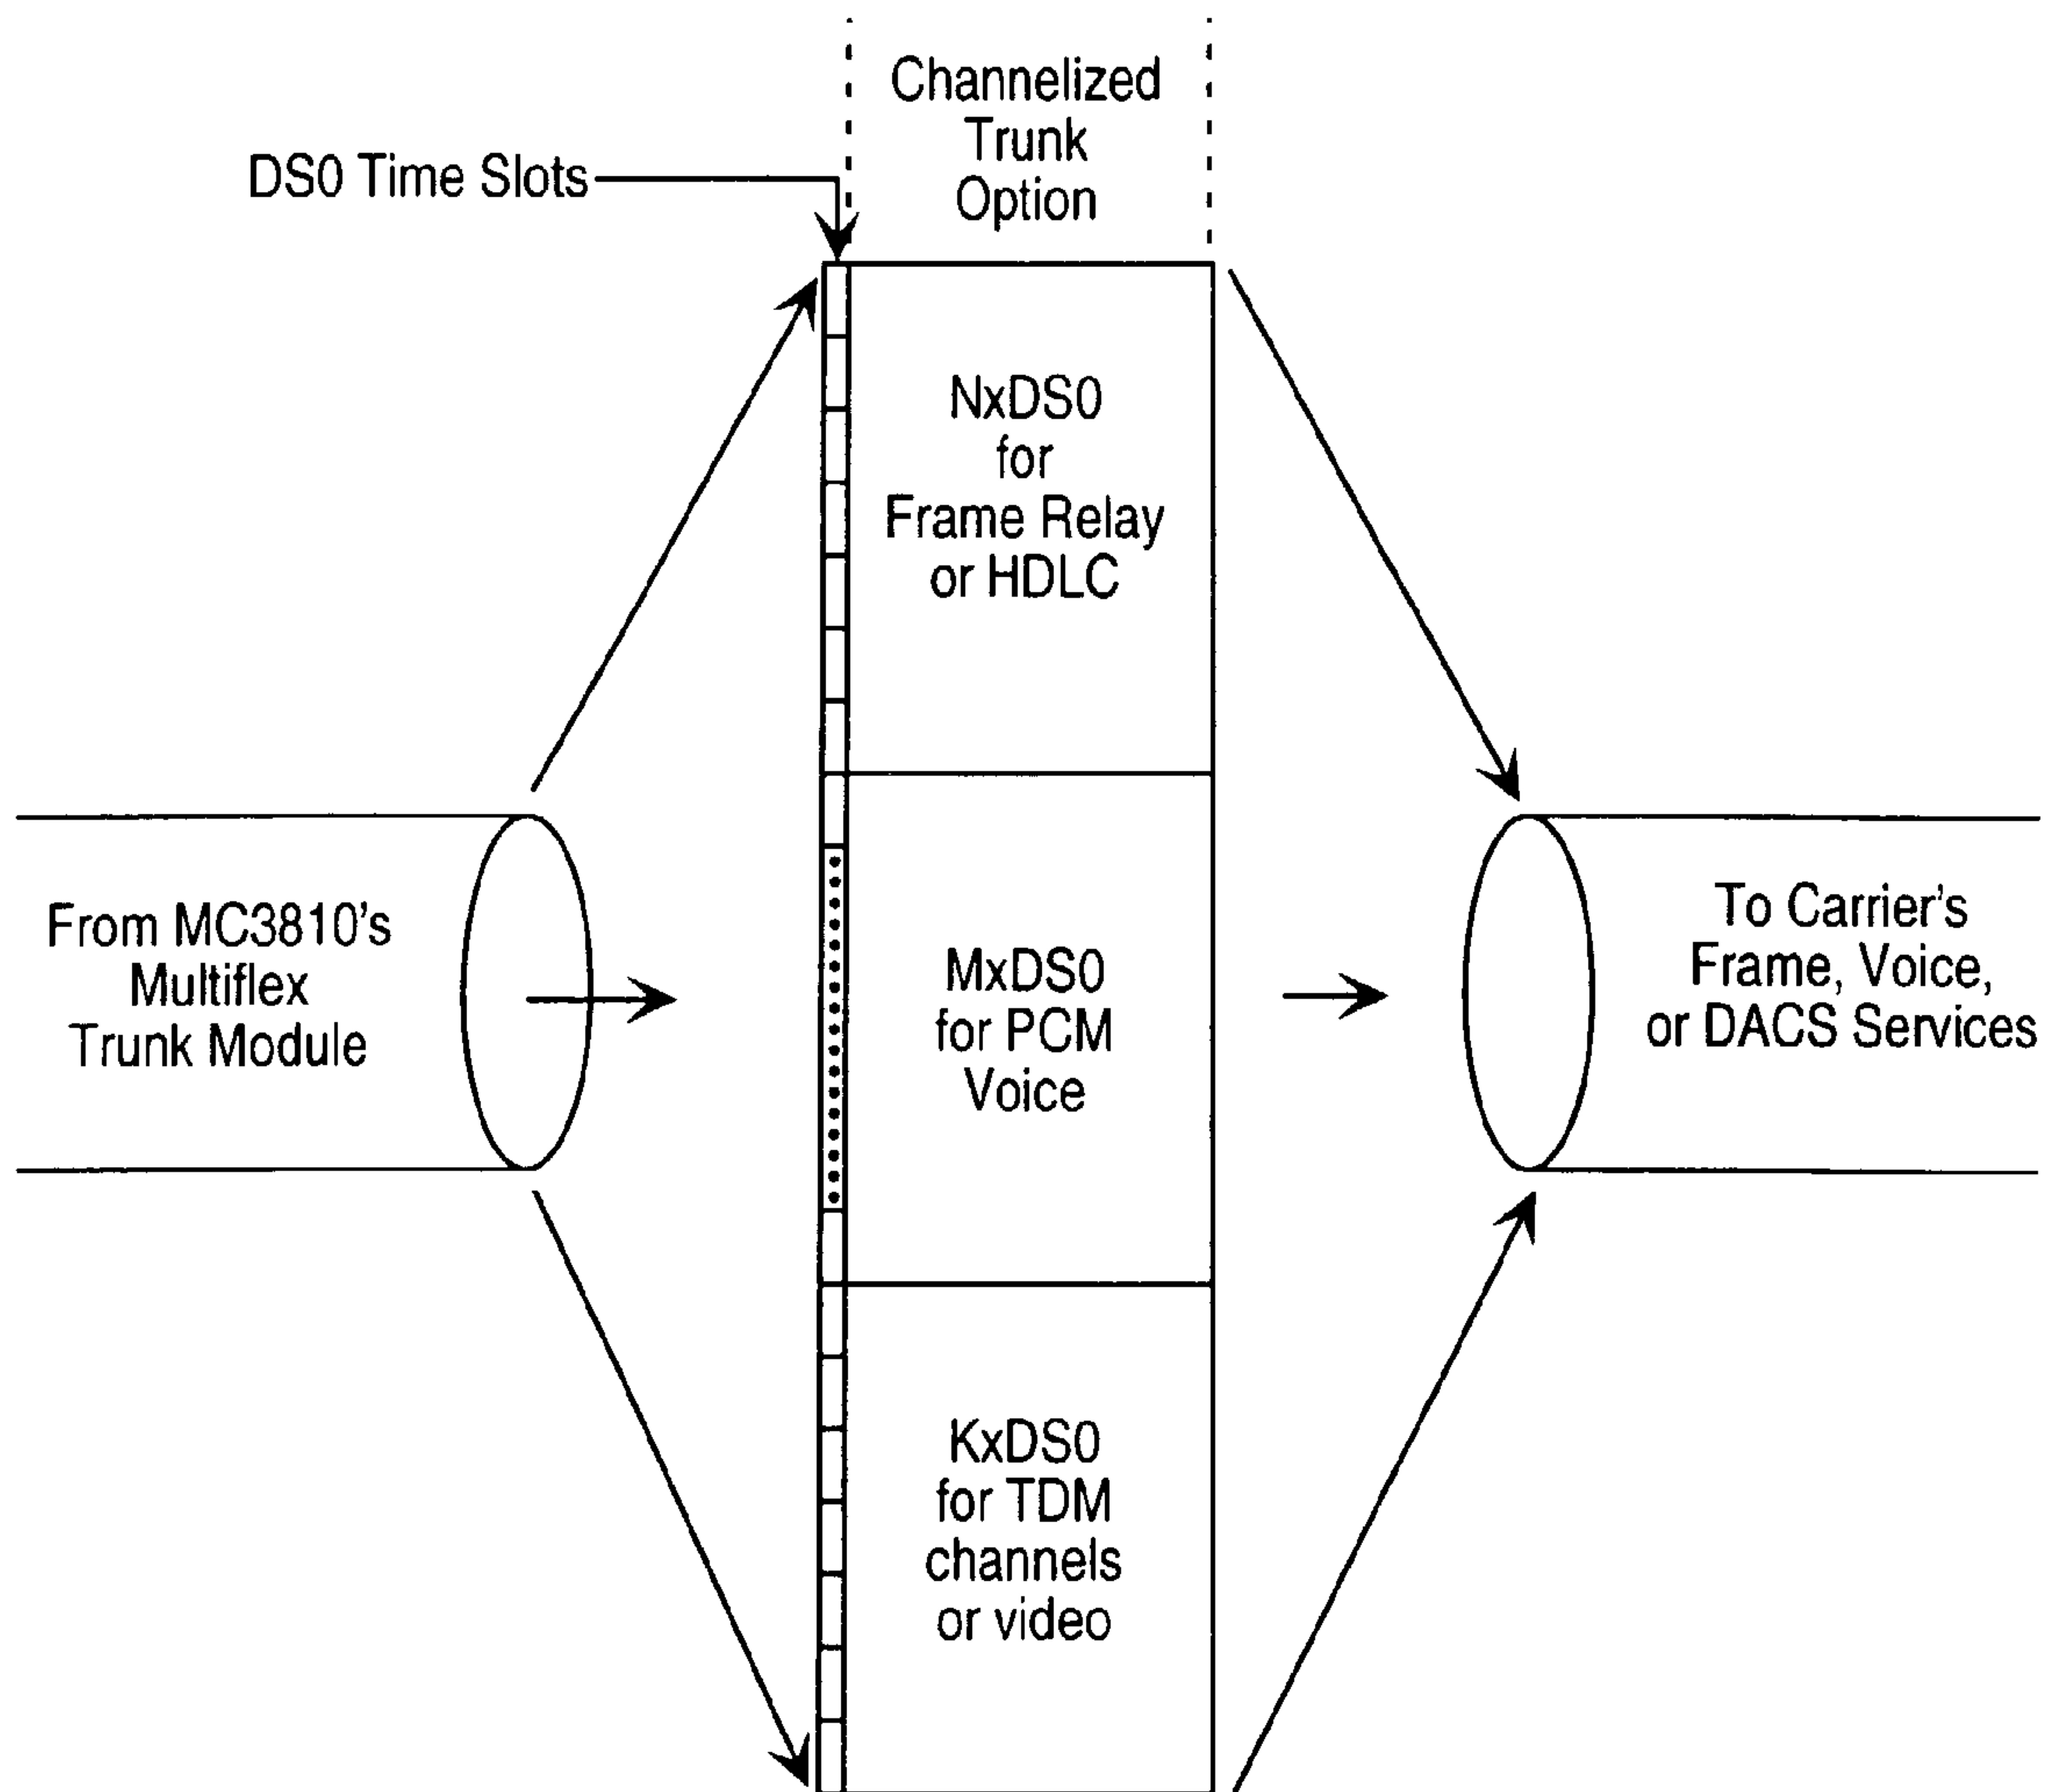 Channelized
Trunk
Option
DS0 Time Slots
NxDS0
for
Frame Relay
or HDLC
From MC3810's
Multiflex
Trunk Module
MxDS0
for PCM
Voice
To Carrier's
Frame, Voice,
or DACS Services
KxDS0
for TDM
channels
or video